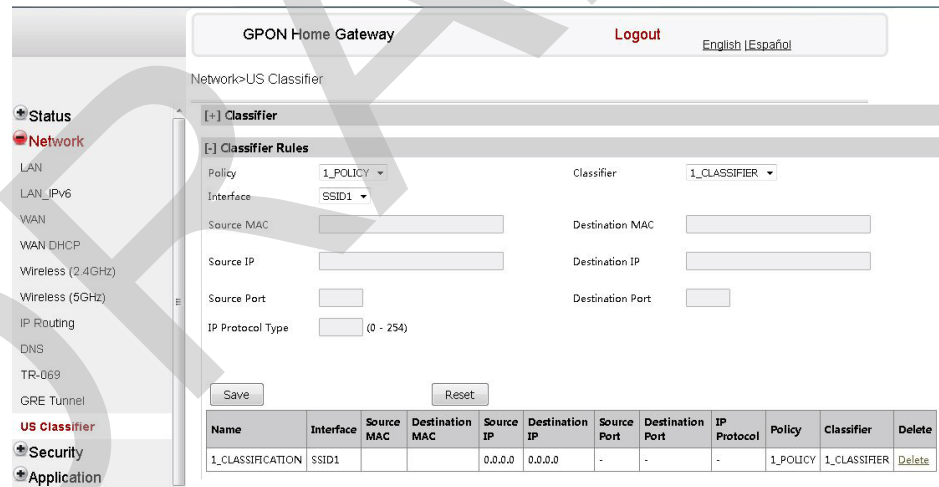 GPON Home Gateway
Logout
English | Español
Network>US Classifier
Status
Network
LAN
LAN_IPv6
WAN
WAN DHCP
Wireless (2.4GHz)
Wireless (5GHz)
IP Routing
DNS
TR-069
GRE Tunnel
US Classifier
Security
Application
[+] Classifier
[-] Classifier Rules
Policy 1_POLICY Classifier 1_CLASSIFIER
Interface SSID1
Source MAC Destination MAC
Source IP Destination IP
Source Port Destination Port
IP Protocol Type (0 - 254)
Save Reset
Name Interface Source MAC Destination MAC Source IP Destination IP Source Port Destination Port IP Protocol Policy Classifier Delete
1_CLASSIFICATION SSID1 0.0.0.0 0.0.0.0 - - - 1_POLICY 1_CLASSIFIER Delete